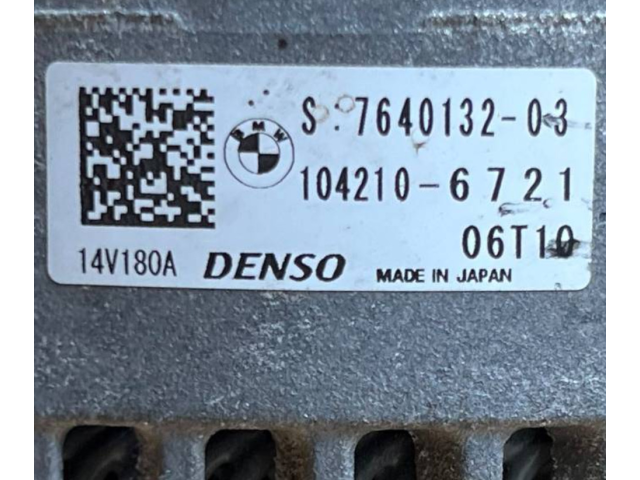 BMW
S:7640132-03
104210-6721
06T10
14V180A DENSO MADE IN JAPAN